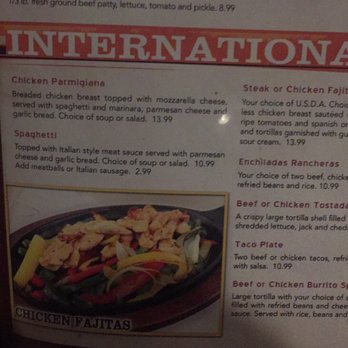 1/3 lb. fresh ground beef patty, lettuce, tomato and pickle. 8.99
INTERNATIONA
Chicken Parmigiana
Breaded chicken breast topped with mozzarella cheese,
served with spaghetti and marinara, parmesan cheese and
garlic bread. Choice of soup or salad. 13.99
Spaghetti
Topped with Italian style meat sauce served with parmesan
cheese and garlic bread. Choice of soup or salad. 10.99
Add meatballs or Italian sausage. 2.99
CHICKEN FAJITAS
Steak or Chicken Fajit
Your choice of U.S.D.A. Choic
less chicken breast sautéed
ripe tomatoes and spanish or
and tortillas garnished with gu
sour cream. 13.99
Enchiladas Rancheras
Your choice of two beef, chicken
refried beans and rice. 10.99
Beef or Chicken Tostada
A crispy large tortilla shell filled
shredded lettuce, jack and chedd
Taco Plate
Two beef or chicken tacos, refri
with salsa. 10.99
Beef or Chicken Burrito Sp
Large tortilla with your choice of
filled with refried beans and chee
sauce. Served with rice, beans and